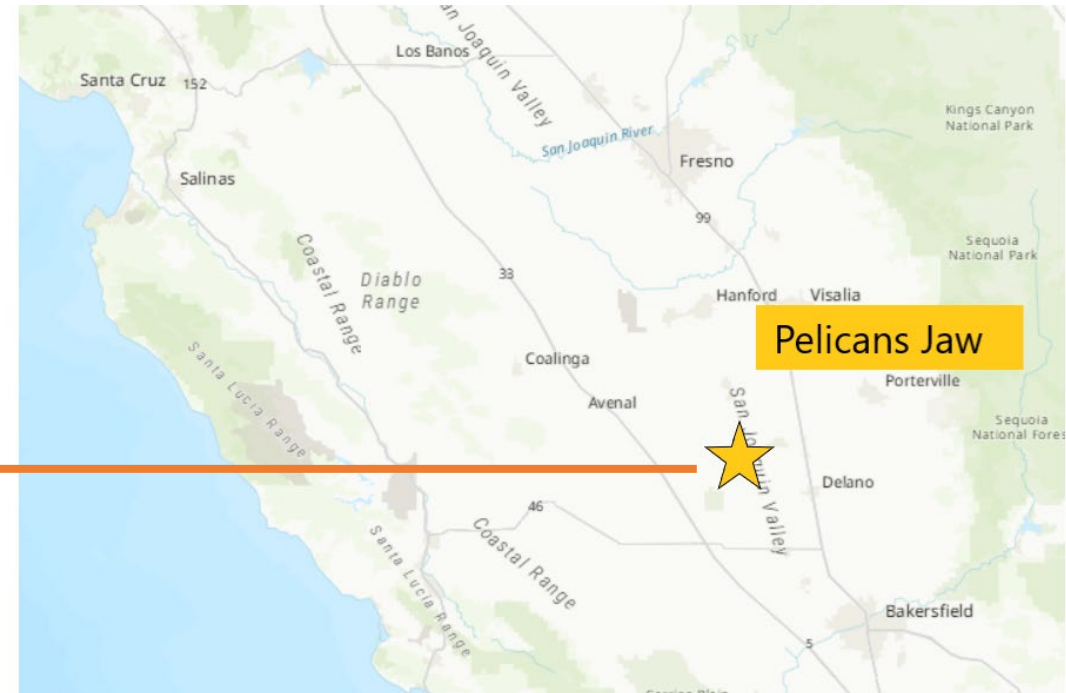 San Joaquin Valley
Los Banos
Santa Cruz
152
Kings Canyon
National Park
San Joaquin River
Fresno
Salinas
99
Coastal Range
Sequoia
National Park
Diablo
Range
33
Hanford
Visalia
Pelicans Jaw
Santa Lucia Range
Coalinga
Porterville
Avenal
San Joaquin Valley
Sequoia
National Fores
Delano
46
Coastal Range
Santa Lucia Range
Bakersfield
5